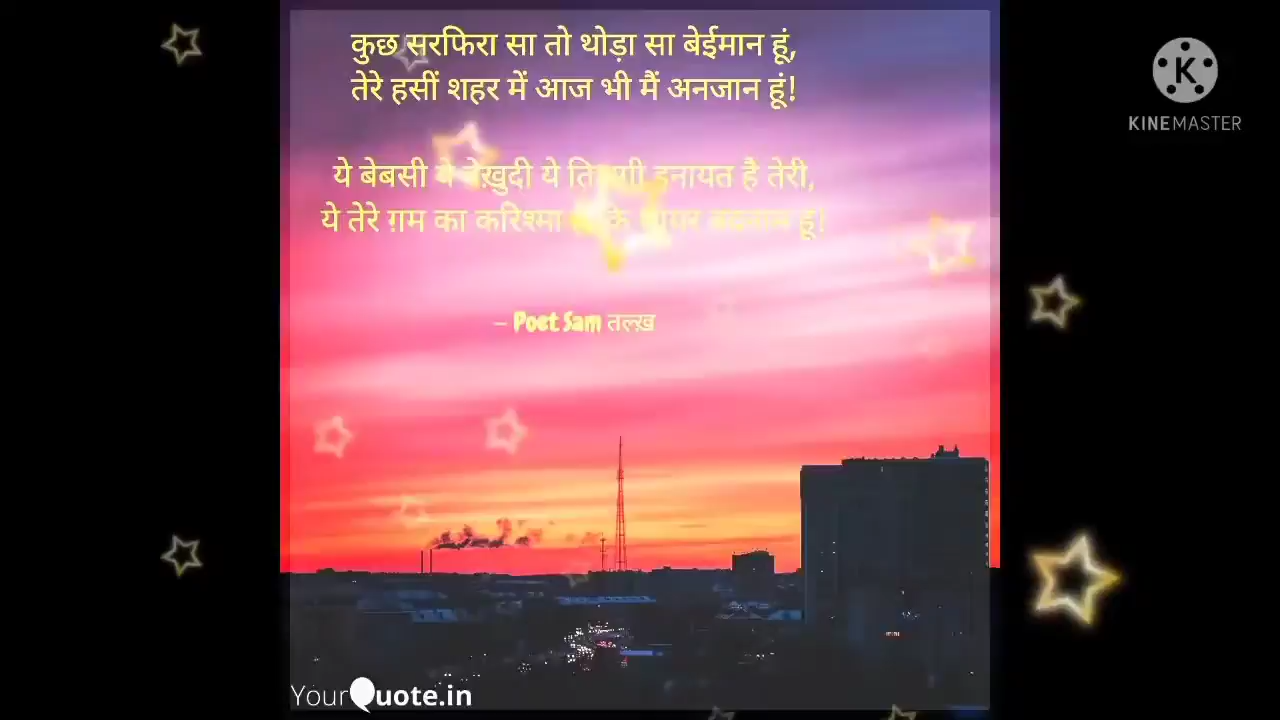 कुछ सरफिरा सा तो थोड़ा सा बेईमान हूं,
तेरे हसीं शहर में आज भी मैं अनजान हूं!
ये बेबसी ये बेख़ुदी ये इनायत है तेरी,
ये तेरे ग़म का करिश्मा के हूं!
– Poet Sam तल्ख़
YourQuote.in
KINEMASTER